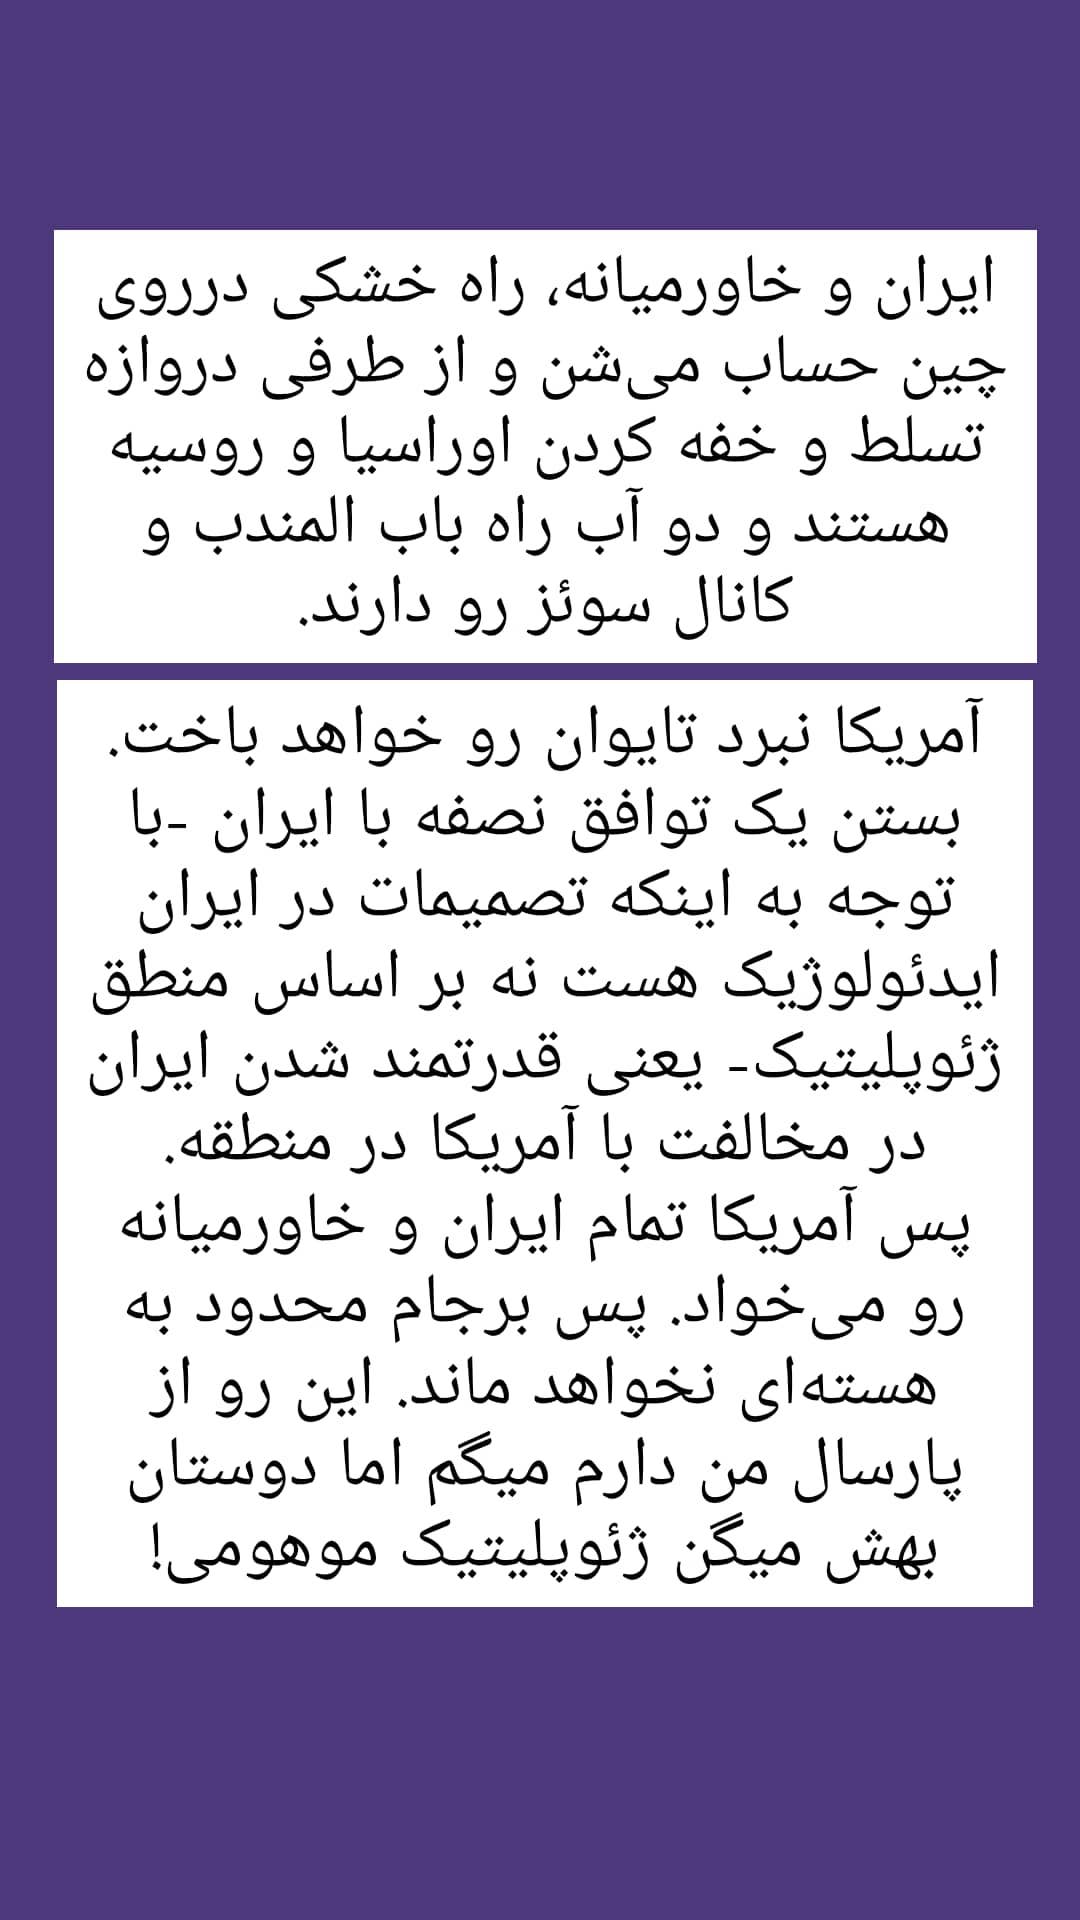 ایران و خاورمیانه، راه خشکی درروی
چین حساب می‌شن و از طرفی دروازه
تسلط و خفه کردن اوراسیا و روسیه
هستند و دو آب راه باب المندب و
کانال سوئز رو دارند.
آمریکا نبرد تایوان رو خواهد باخت.
بستن یک توافق نصفه با ایران -با
توجه به اینکه تصمیمات در ایران
ایدئولوژیک هست نه بر اساس منطق
ژئوپلیتیک- یعنی قدرتمند شدن ایران
در مخالفت با آمریکا در منطقه.
پس آمریکا تمام ایران و خاورمیانه
رو می‌خواد. پس برجام محدود به
هسته‌ای نخواهد ماند. این رو از
پارسال من دارم میگم اما دوستان
بهش میگن ژئوپلیتیک موهومی!